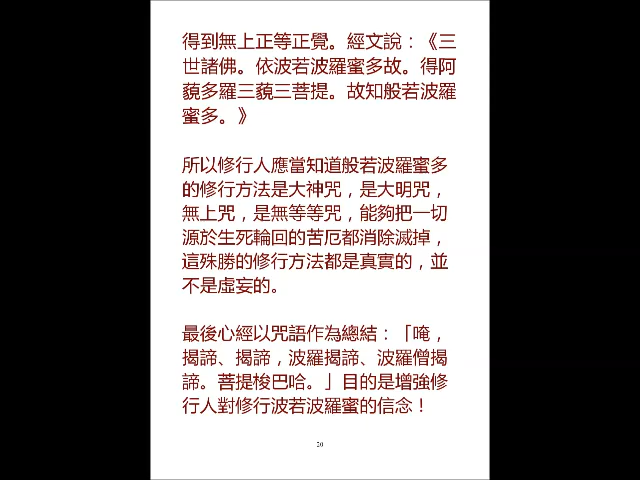 得到無上正等正覺。經文說：《三
世諸佛。依波若波羅蜜多故。得阿
藐多羅三藐三菩提。故知般若波羅
蜜多。》
所以修行人應當知道般若波羅蜜多
的修行方法是大神咒，是大明咒，
無上咒，是無等等咒，能夠把一切
源於生死輪回的苦厄都消除滅掉，
這殊勝的修行方法都是真實的，並
不是虛妄的。
最後心經以咒語作為總結：「唵，
揭諦、揭諦，波羅揭諦、波羅僧揭
諦。菩提梭巴哈。」目的是增強修
行人對修行波若波羅蜜的信念！
20